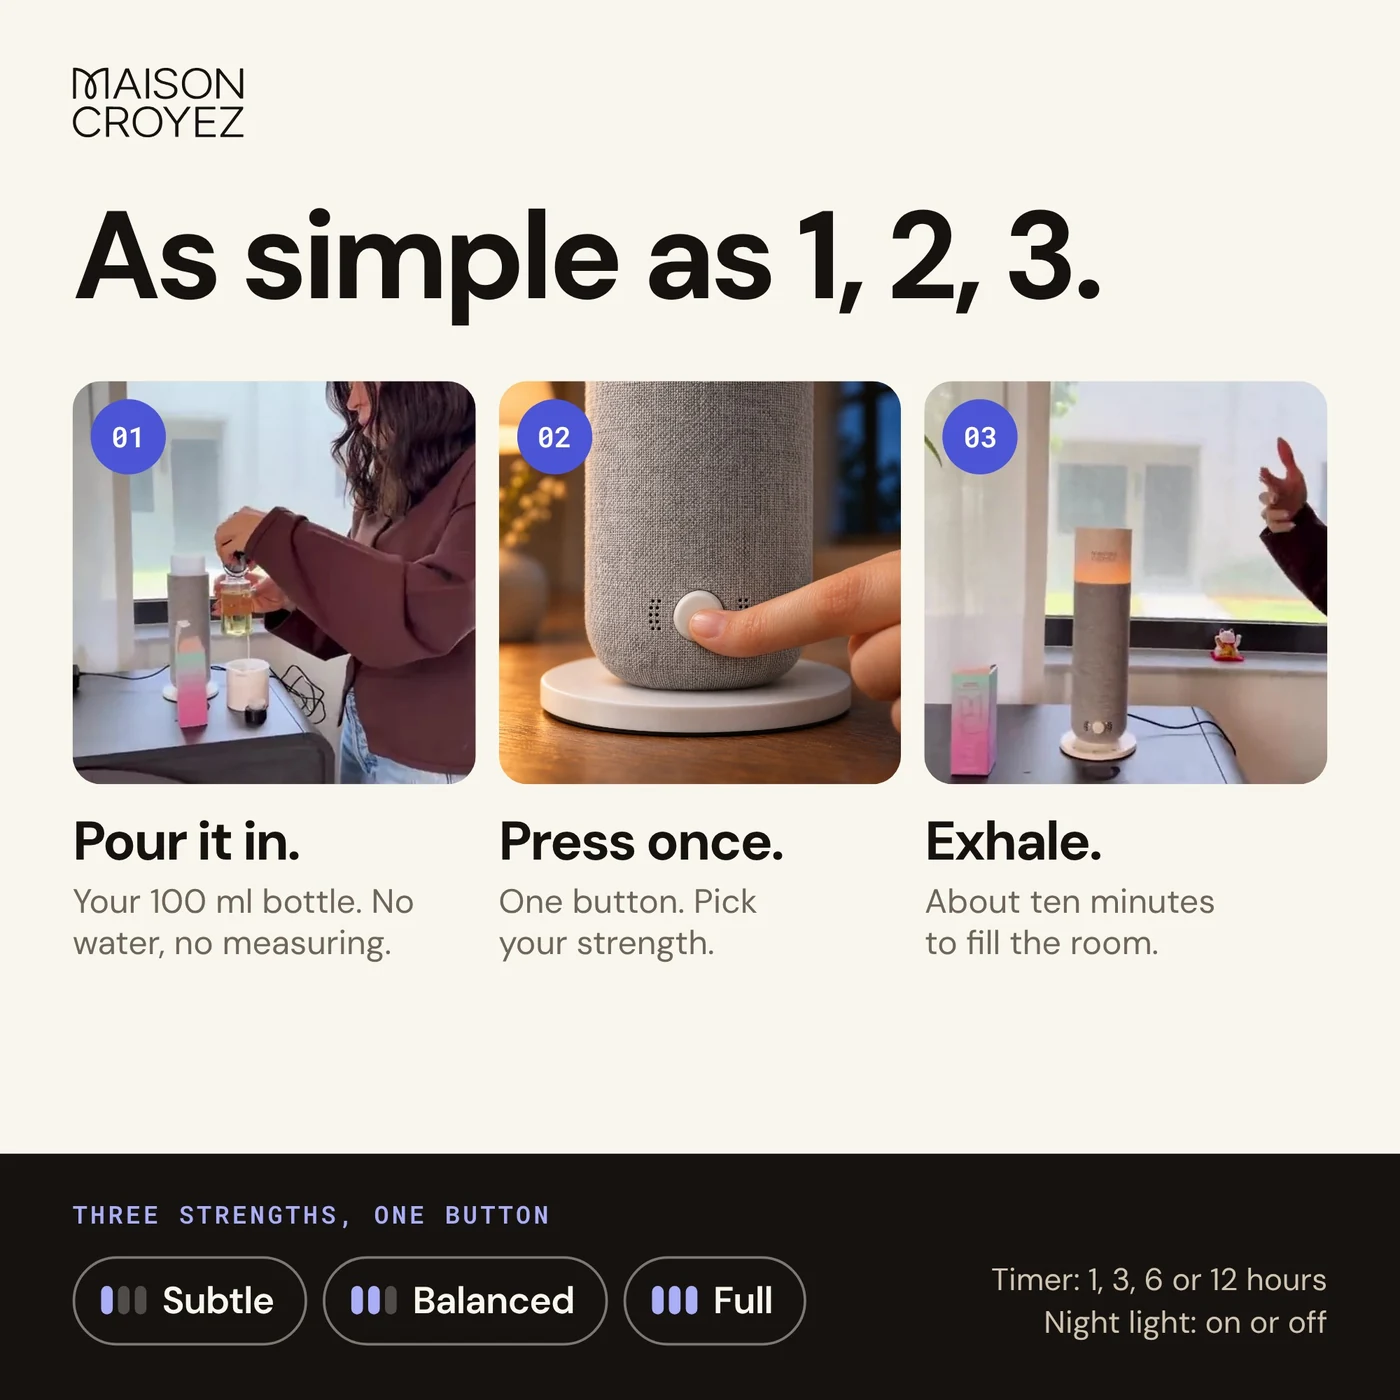 MAISON
CROYEZ
As simple as 1, 2, 3.
01
02
03
Pour it in.
Your 100 ml bottle. No
water, no measuring.
Press once.
One button. Pick
your strength.
Exhale.
About ten minutes
to fill the room.
THREE STRENGTHS, ONE BUTTON
Subtle
Balanced
Full
Timer: 1, 3, 6 or 12 hours
Night light: on or off